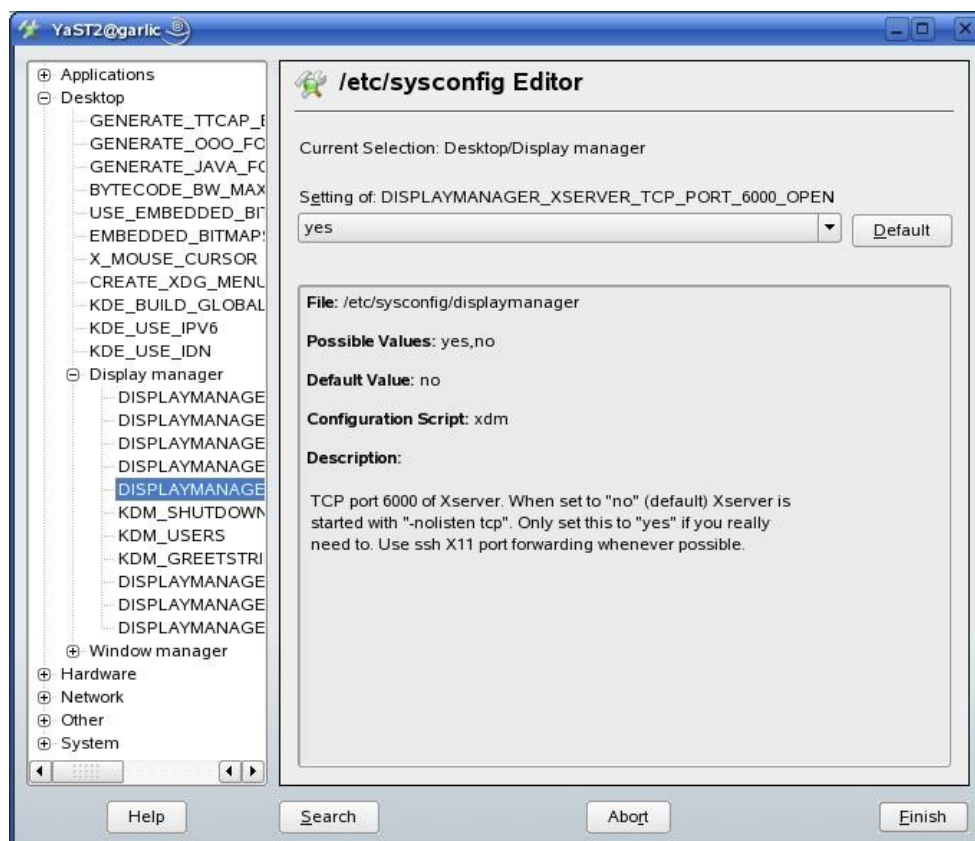 YaST2@garlic
Applications
Desktop
GENERATE_TTCAP_E
GENERATE_OOO_FO
GENERATE_JAVA_FO
BYTECODE_BW_MAX
USE_EMBEDDED_BIT
EMBEDDED_BITMAPS
X_MOUSE_CURSOR
CREATE_XDG_MENU
KDE_BUILD_GLOBAL
KDE_USE_IPV6
KDE_USE_IDN
Display manager
DISPLAYMANAGE
DISPLAYMANAGE
DISPLAYMANAGE
DISPLAYMANAGE
DISPLAYMANAGE
KDM_SHUTDOWN
KDM_USERS
KDM_GREETSTRI
DISPLAYMANAGE
DISPLAYMANAGE
DISPLAYMANAGE
Window manager
Hardware
Network
Other
System
/etc/sysconfig Editor
Current Selection: Desktop/Display manager
Setting of: DISPLAYMANAGER_XSERVER_TCP_PORT_6000_OPEN
yes
Default
File: /etc/sysconfig/displaymanager
Possible Values: yes,no
Default Value: no
Configuration Script: xdm
Description:
TCP port 6000 of Xserver. When set to "no" (default) Xserver is
started with "-nolisten tcp". Only set this to "yes" if you really
need to. Use ssh X11 port forwarding whenever possible.
Help
Search
Abort
Finish